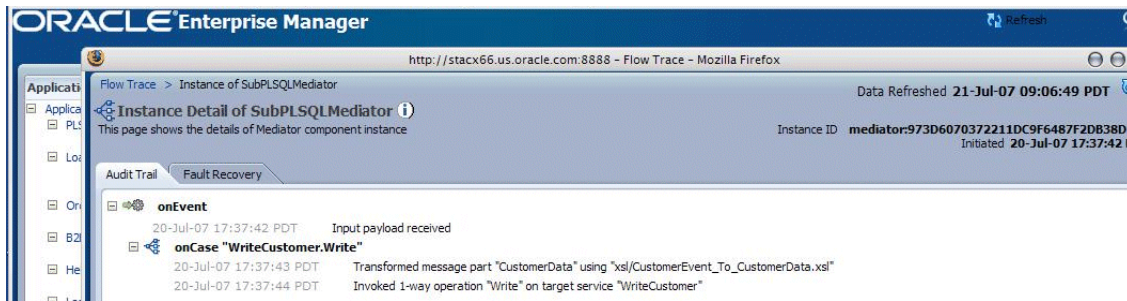 ORACLE Enterprise Manager
Refresh
http://stacx66.us.oracle.com:8888 - Flow Trace - Mozilla Firefox
Flow Trace > Instance of SubPLSQLMediator
Data Refreshed 21-Jul-07 09:06:49 PDT
Instance Detail of SubPLSQLMediator
This page shows the details of Mediator component instance
Instance ID mediator:973D6070372211DC9F6487F2DB38D
Initiated 20-Jul-07 17:37:42
Audit Trail Fault Recovery
onEvent
20-Jul-07 17:37:42 PDT Input payload received
onCase "WriteCustomer.Write"
20-Jul-07 17:37:43 PDT Transformed message part "CustomerData" using "xsl/CustomerEvent_To_CustomerData.xsl"
20-Jul-07 17:37:44 PDT Invoked 1-way operation "Write" on target service "WriteCustomer"
Applicati
Applica
PLS
Loa
Or
B2
He